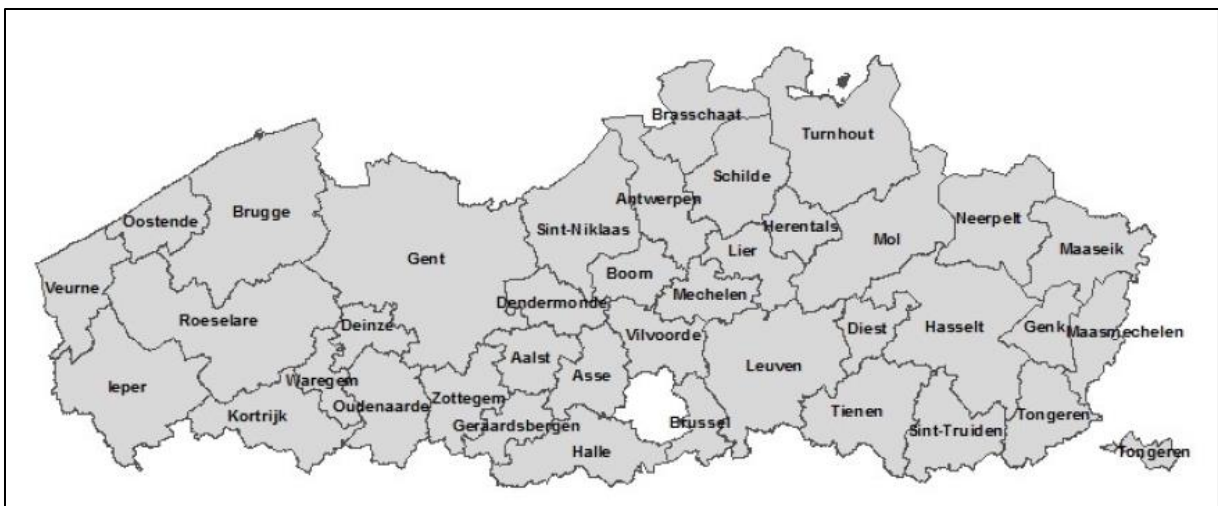 Brasschaat
Turnhout
Schilde
Antwerpen
Oostende
Brugge
Neerpelt
Herentals
Sint-Niklaas
Mol
Maaseik
Lier
Gent
Boom
Veurne
Mechelen
Dendermonde
Roeselare
Deinze
Diest
Hasselt
Genk
Maasmechelen
Vilvoorde
Aalst
Leuven
Asse
Ieper
Waregem
Oudenaarde
Zottegem
Tienen
Kortrijk
Tongeren
Brussel
Geraardsbergen
Sint-Truiden
Halle
Tongeren